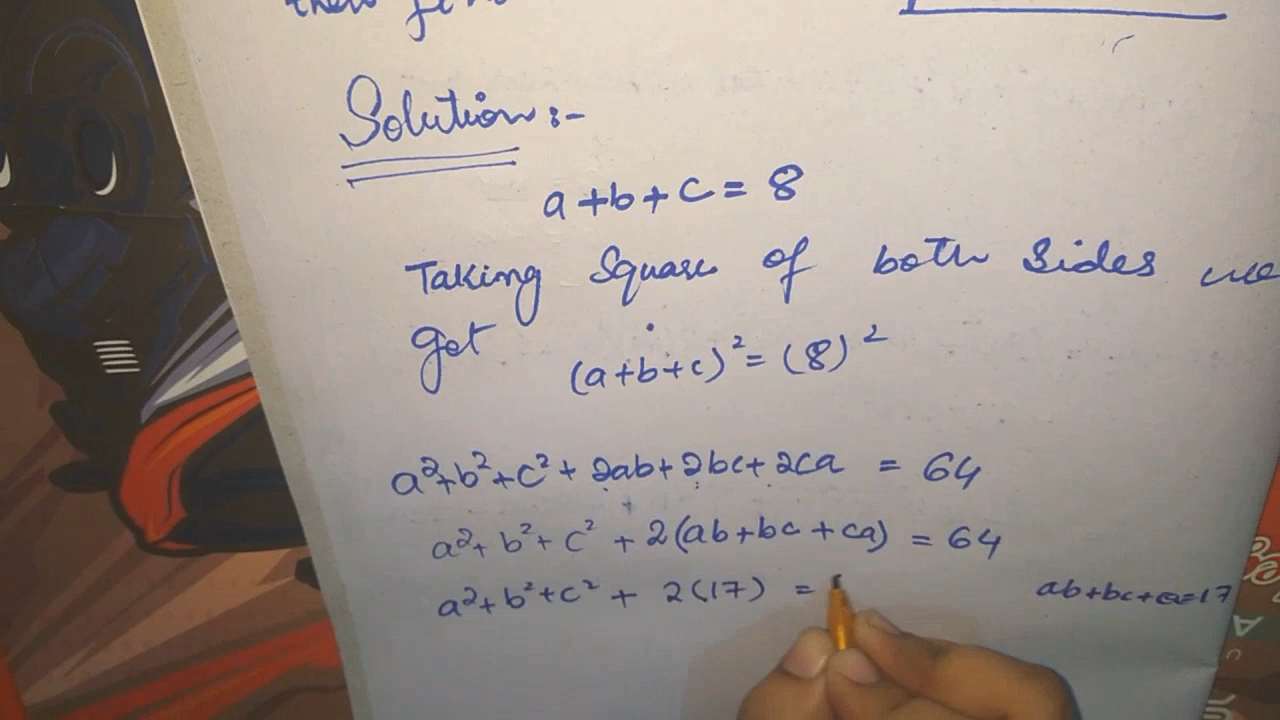 Solution:-
a+b+c = 8
Taking Square of both Sides we
get
(a+b+c)² = (8)²
a²+b²+c²+2ab+2bc+2ca = 64
a²+b²+c²+2(ab+bc+ca) = 64
a²+b²+c²+ 2(17) =
ab+bc+ca=17